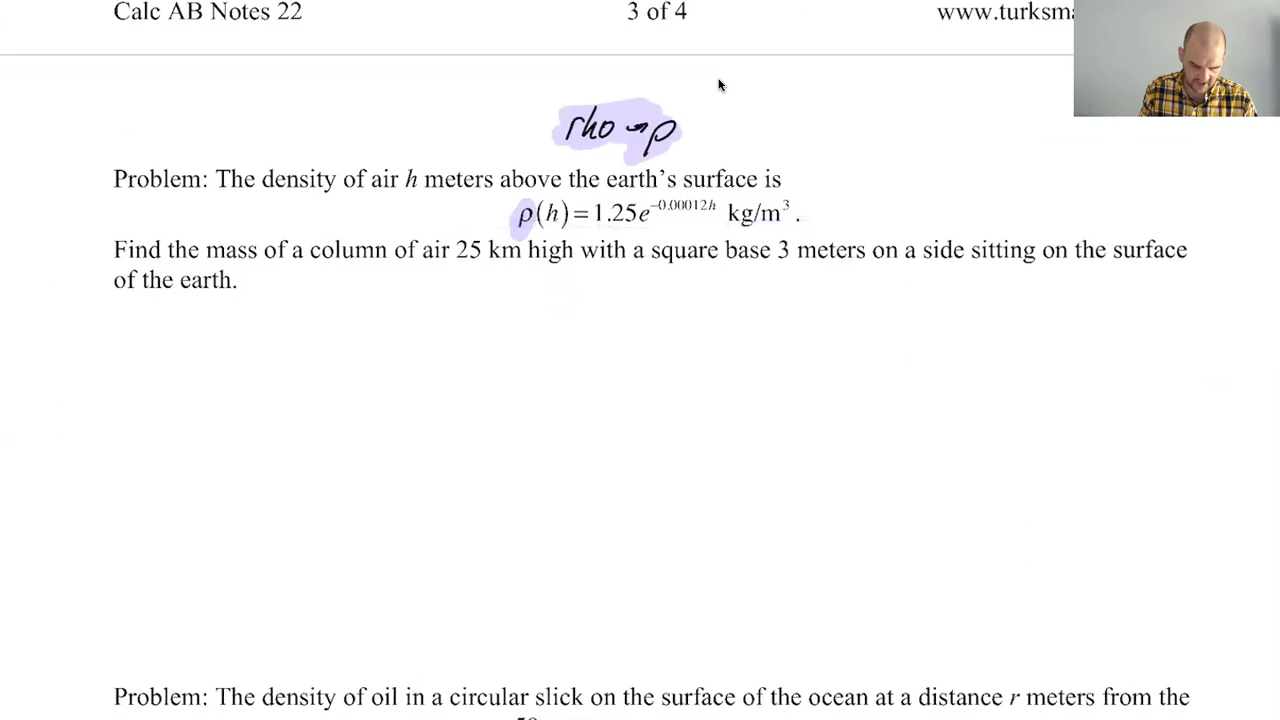 Calc AB Notes 22 3 of 4 www.turksma
rho → ρ
Problem: The density of air h meters above the earth's surface is
ρ(h) = 1.25e^{-0.00012h} kg/m³.
Find the mass of a column of air 25 km high with a square base 3 meters on a side sitting on the surface
of the earth.
Problem: The density of oil in a circular slick on the surface of the ocean at a distance r meters from the